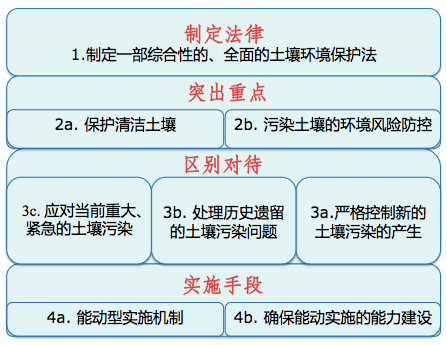 制定法律
1.制定一部综合性的、全面的土壤环境保护法
突出重点
2a. 保护清洁土壤
2b. 污染土壤的环境风险防控
区别对待
3c. 应对当前重大、
紧急的土壤污染
3b. 处理历史遗留
的土壤污染问题
3a.严格控制新的
土壤污染的产生
实施手段
4a. 能动型实施机制
4b. 确保能动实施的能力建设